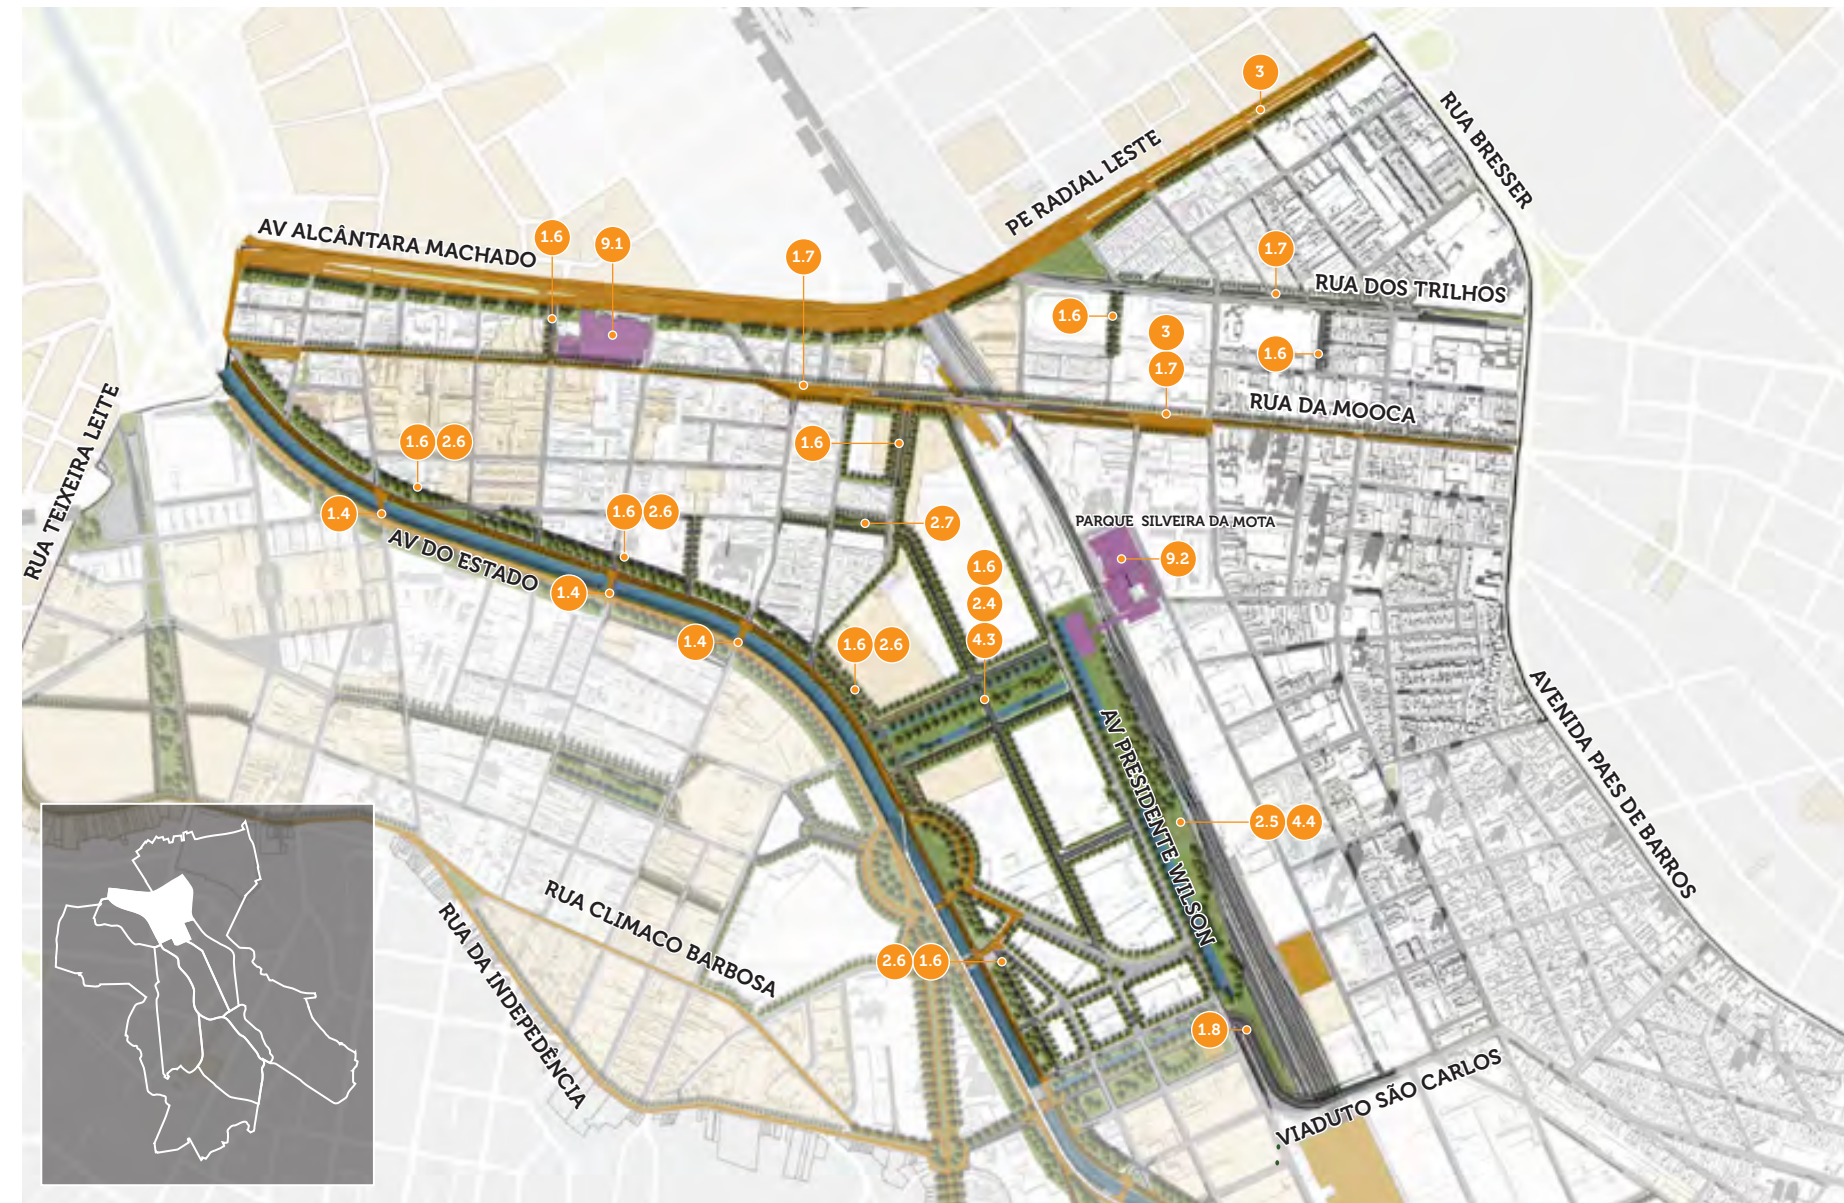 3
RUA BRESSER
PE RADIAL LESTE
AV ALCÂNTARA MACHADO
1.6
9.1
1.7
1.7
RUA DOS TRILHOS
1.6
3
1.7
1.6
RUA DA MOOCA
RUA TEIXEIRA LEITE
1.6 2.6
1.6
1.4
1.6 2.6
2.7
PARQUE SILVEIRA DA MOTA
9.2
AV DO ESTADO
1.4
1.6
2.4
4.3
1.4
1.6 2.6
AV PRESIDENTE WILSON
AVENIDA PAES DE BARROS
2.5 4.4
RUA CLIMACO BARBOSA
RUA DA INDEPEDÊNCIA
2.6 1.6
1.8
VIADUTO SÃO CARLOS